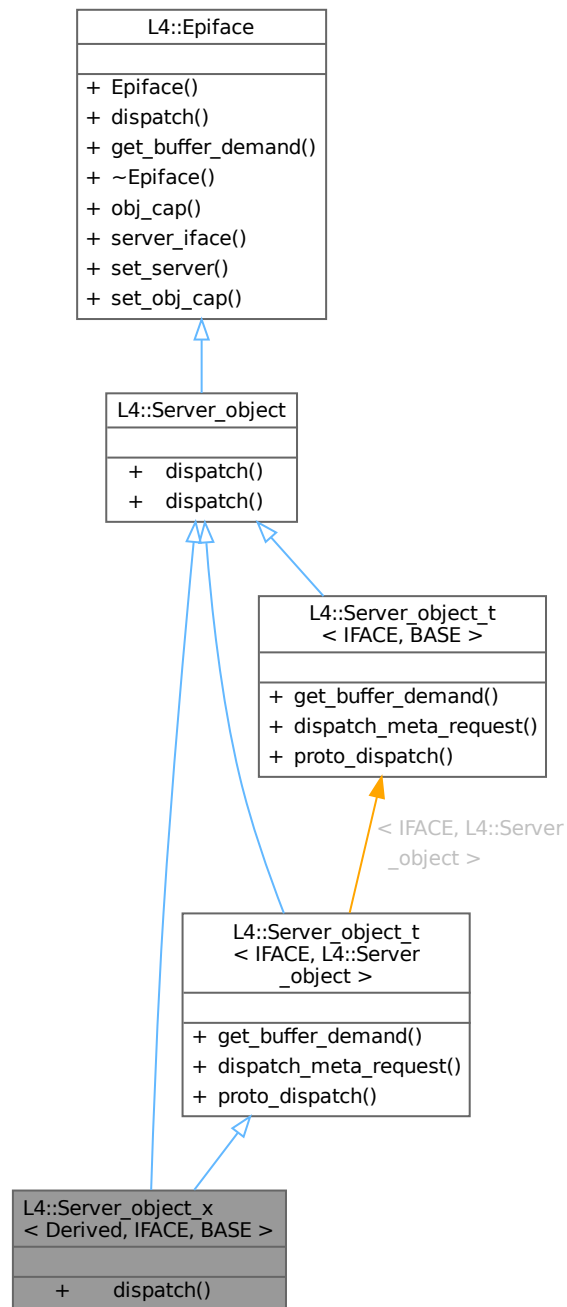 L4::Epiface
+ Epiface()
+ dispatch()
+ get_buffer_demand()
+ ~Epiface()
+ obj_cap()
+ server_iface()
+ set_server()
+ set_obj_cap()
L4::Server_object
+ dispatch()
+ dispatch()
L4::Server_object_t
< IFACE, BASE >
+ get_buffer_demand()
+ dispatch_meta_request()
+ proto_dispatch()
< IFACE, L4::Server
_object >
L4::Server_object_t
< IFACE, L4::Server
_object >
+ get_buffer_demand()
+ dispatch_meta_request()
+ proto_dispatch()
L4::Server_object_x
< Derived, IFACE, BASE >
+ dispatch()